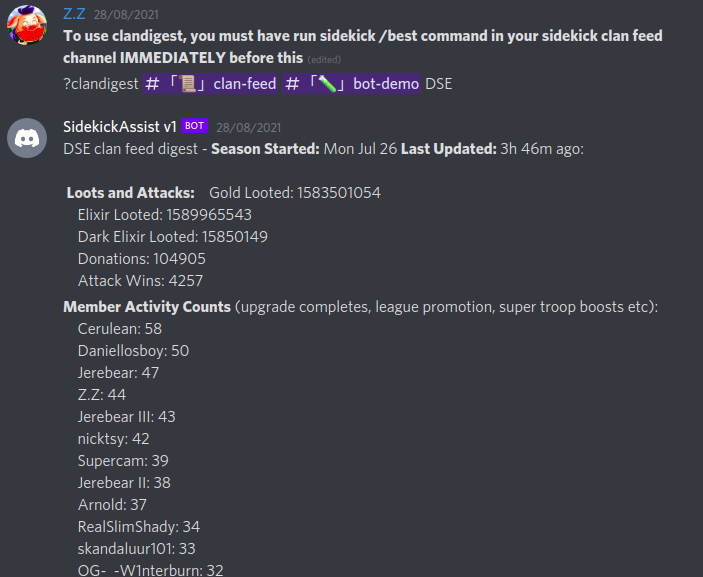 Z.Z 28/08/2021
To use clandigest, you must have run sidekick /best command in your sidekick clan feed
channel IMMEDIATELY before this (edited)
?clandigest #「📜」clan-feed #「🧪」bot-demo DSE
SidekickAssist v1 BOT 28/08/2021
DSE clan feed digest - Season Started: Mon Jul 26 Last Updated: 3h 46m ago:
Loots and Attacks: Gold Looted: 1583501054
Elixir Looted: 1589965543
Dark Elixir Looted: 15850149
Donations: 104905
Attack Wins: 4257
Member Activity Counts (upgrade completes, league promotion, super troop boosts etc):
Cerulean: 58
Daniellosboy: 50
Jerebear: 47
Z.Z: 44
Jerebear III: 43
nicktsy: 42
Supercam: 39
Jerebear II: 38
Arnold: 37
RealSlimShady: 34
skandaluur101: 33
OG-_-W1nterburn: 32